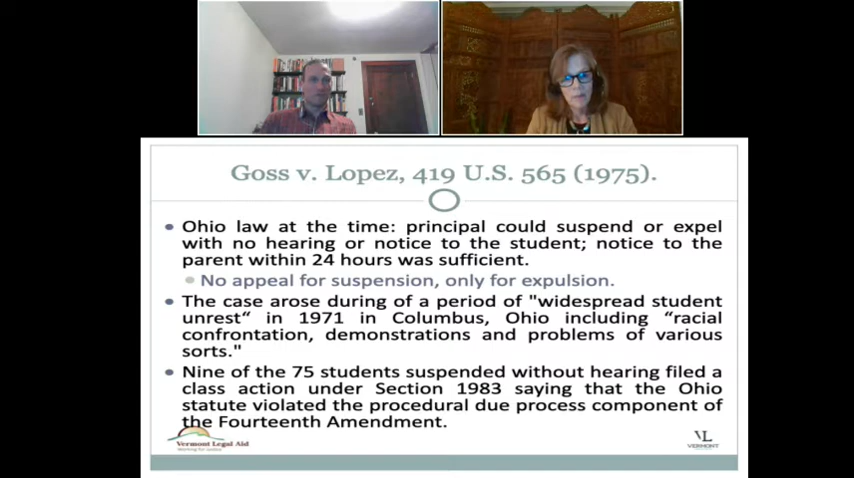 Goss v. Lopez, 419 U.S. 565 (1975).
Ohio law at the time: principal could suspend or expel
with no hearing or notice to the student; notice to the
parent within 24 hours was sufficient.
No appeal for suspension, only for expulsion.
The case arose during of a period of "widespread student
unrest“ in 1971 in Columbus, Ohio including “racial
confrontation, demonstrations and problems of various
sorts."
Nine of the 75 students suspended without hearing filed a
class action under Section 1983 saying that the Ohio
statute violated the procedural due process component of
the Fourteenth Amendment.
Vermont Legal Aid
Working for Justice
VL
VERMONT